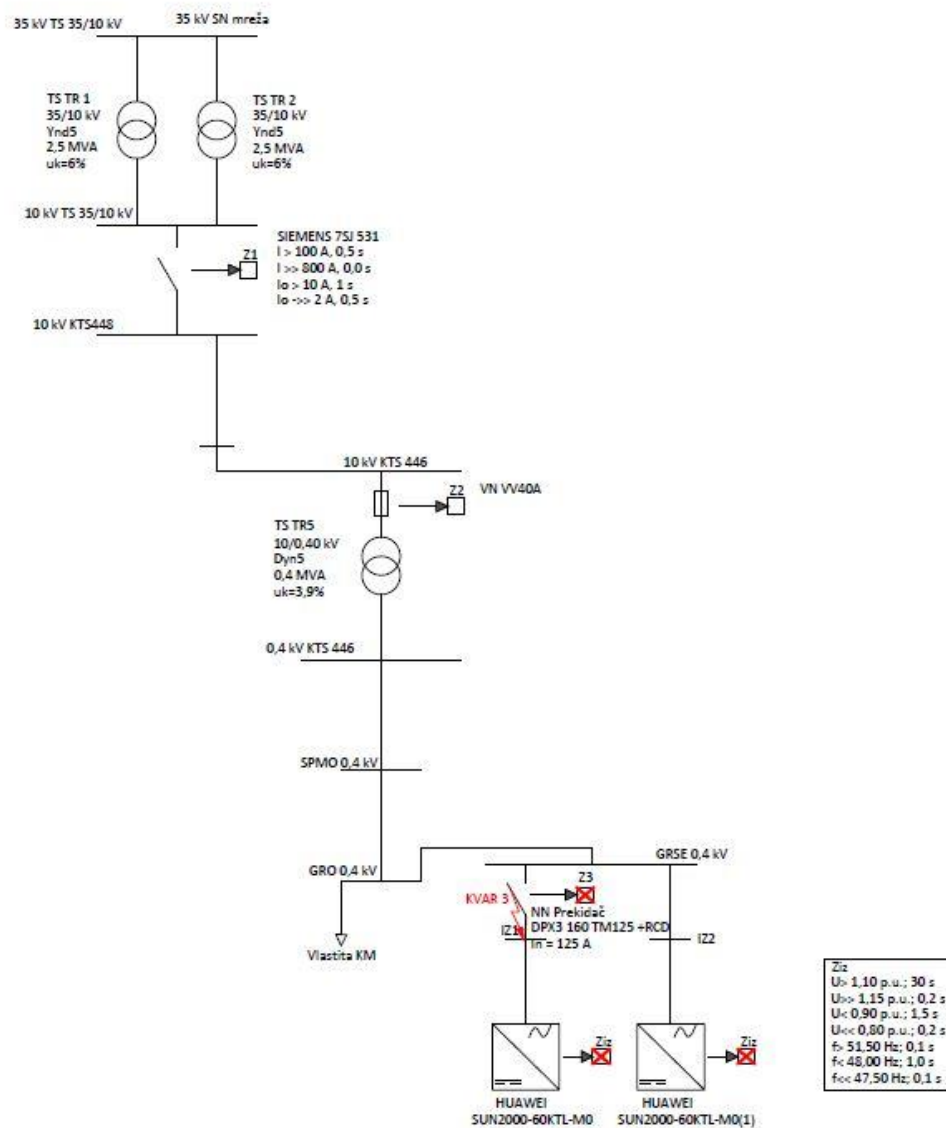 35 kV TS 35/10 kV
35 kV SN mreža
TS TR 1
35/10 kV
Ynd5
2,5 MVA
uk=6%
TS TR 2
35/10 kV
Ynd5
2,5 MVA
uk=6%
10 kV TS 35/10 kV
Z1
SIEMENS 7SJ 531
I > 100 A, 0,5 s
I >> 800 A, 0,0 s
Io > 10 A, 1 s
Io ->> 2 A, 0,5 s
10 kV KTS448
10 kV KTS 446
Z2
VN VV40A
TS TR5
10/0,40 kV
Dyn5
0,4 MVA
uk=3,9%
0,4 kV KTS 446
SPMO 0,4 kV
GRO 0,4 kV
GRSE 0,4 kV
Vlastita KM
KVAR 3
Z3
NN Prekidač
DPX3 160 TM125 +RCD
In = 125 A
IZ1
IZ2
Ziz
Ziz
HUAWEI
SUN2000-60KTL-M0
HUAWEI
SUN2000-60KTL-M0(1)
Ziz
U> 1,10 p.u.; 30 s
U>> 1,15 p.u.; 0,2 s
U< 0,90 p.u.; 1,5 s
U<< 0,80 p.u.; 0,2 s
f> 51,50 Hz; 0,1 s
f< 48,00 Hz; 1,0 s
f<< 47,50 Hz; 0,1 s